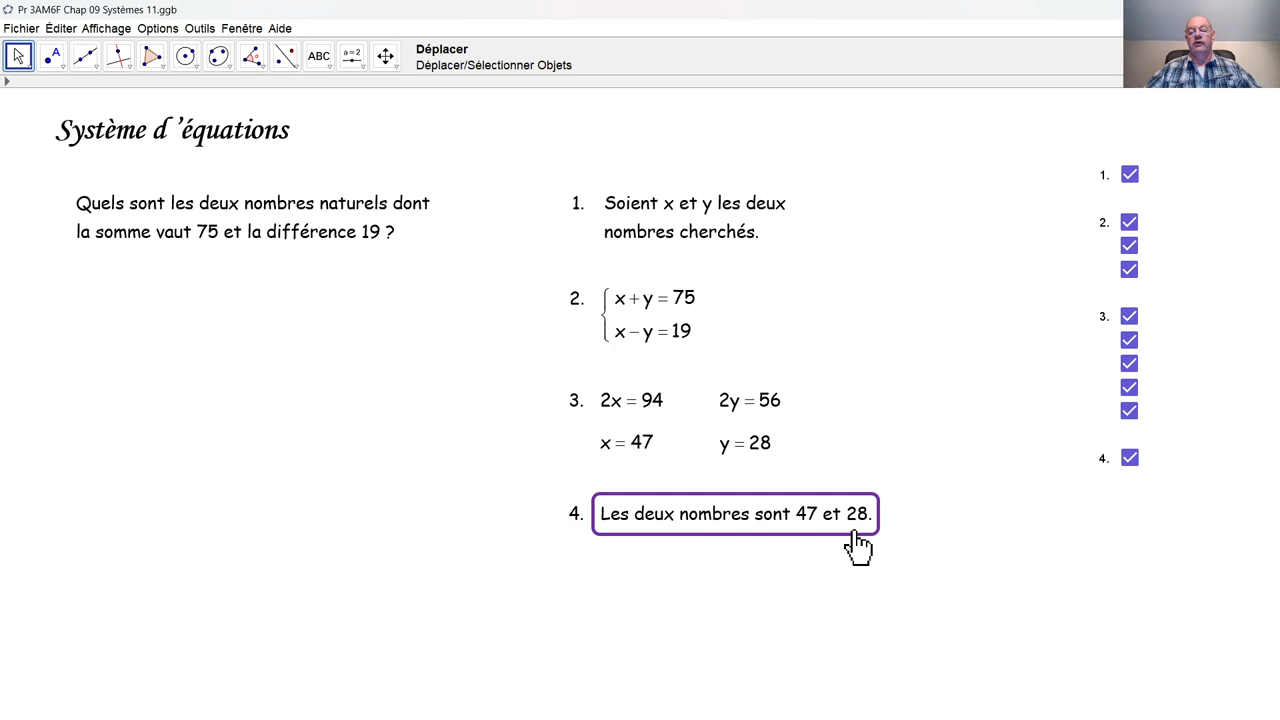 Pr 3AM6F Chap 09 Systèmes 11.ggb
Fichier Éditer Affichage Options Outils Fenêtre Aide
A ABC a=2 Déplacer
Déplacer/Sélectionner Objets
Système d ’équations
Quels sont les deux nombres naturels dont
la somme vaut 75 et la différence 19 ?
1. Soient x et y les deux
nombres cherchés.
2. x + y = 75
x − y = 19
3. 2x = 94 2y = 56
x = 47 y = 28
4. Les deux nombres sont 47 et 28.
1.
2.
3.
4.